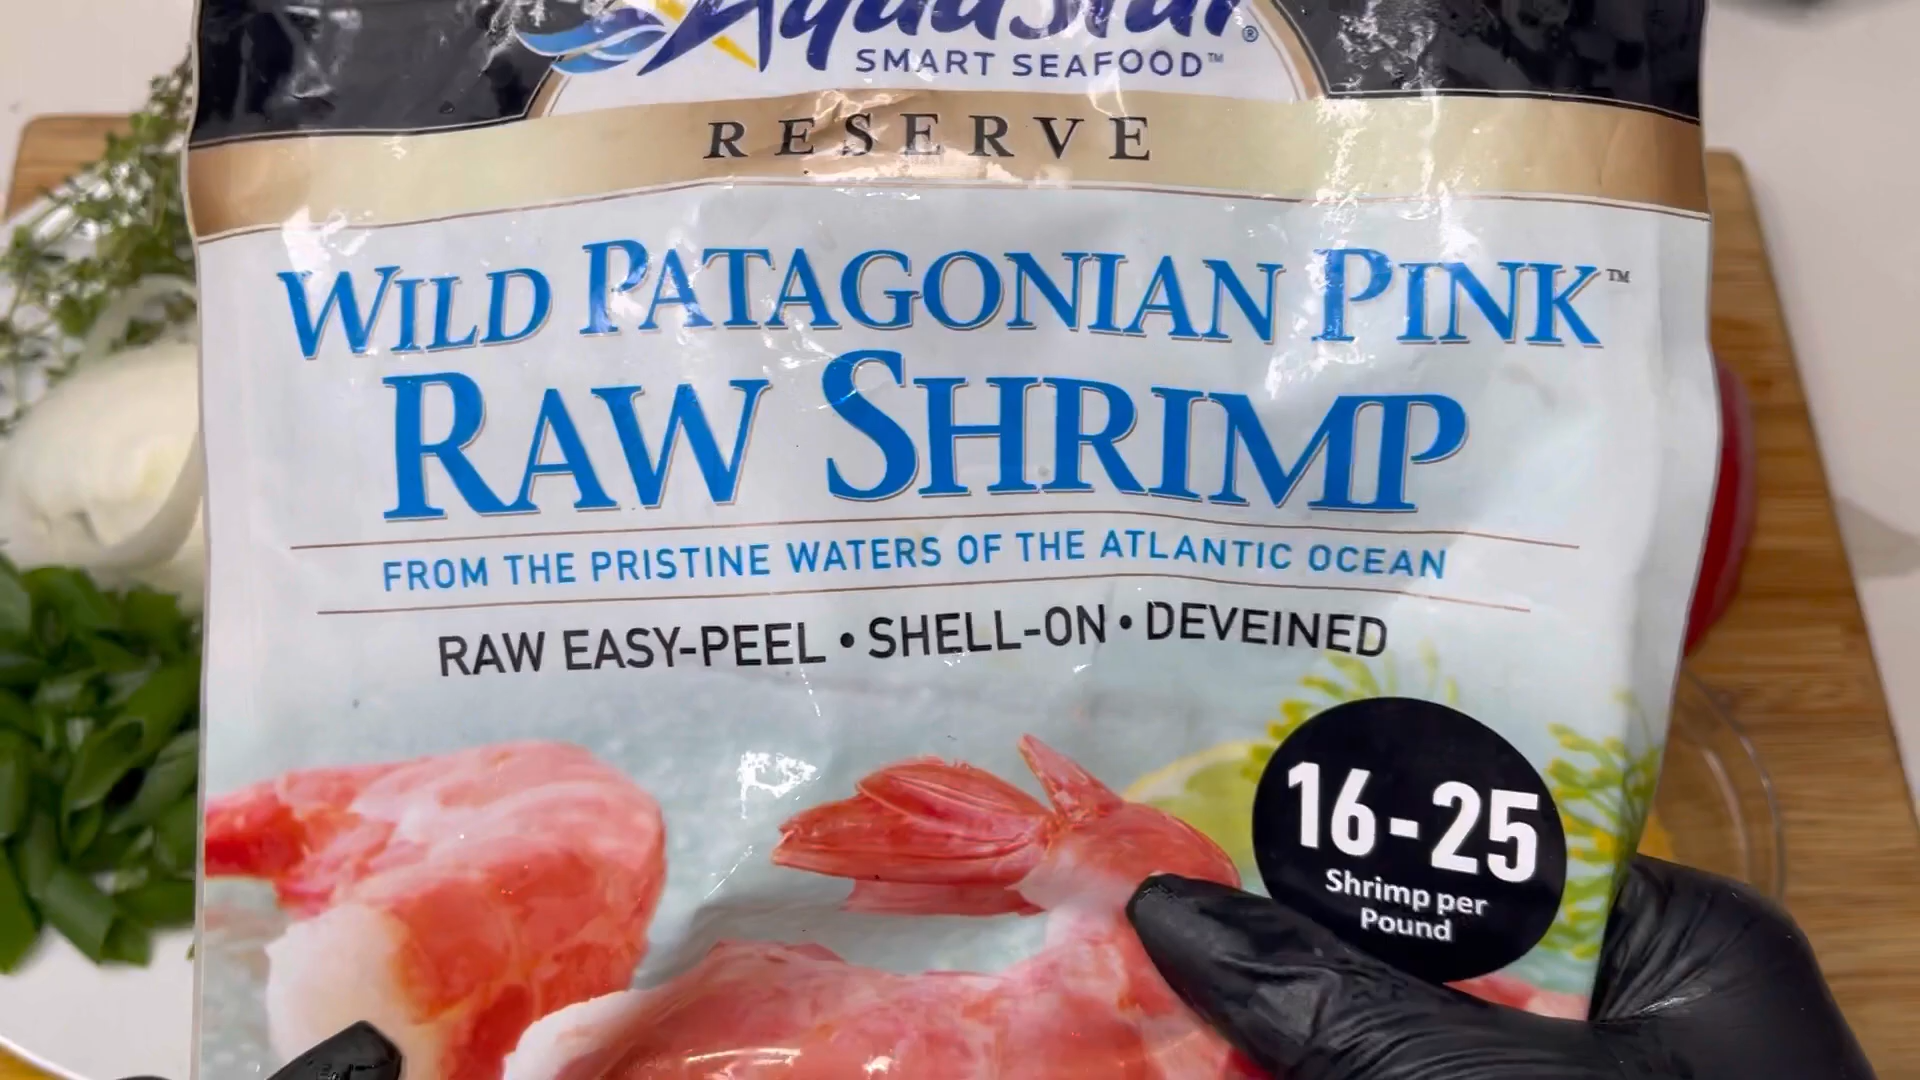 AquaStar®
SMART SEAFOOD™
RESERVE
WILD PATAGONIAN PINK™
RAW SHRIMP
FROM THE PRISTINE WATERS OF THE ATLANTIC OCEAN
RAW EASY-PEEL • SHELL-ON • DEVEINED
16-25
Shrimp per
Pound